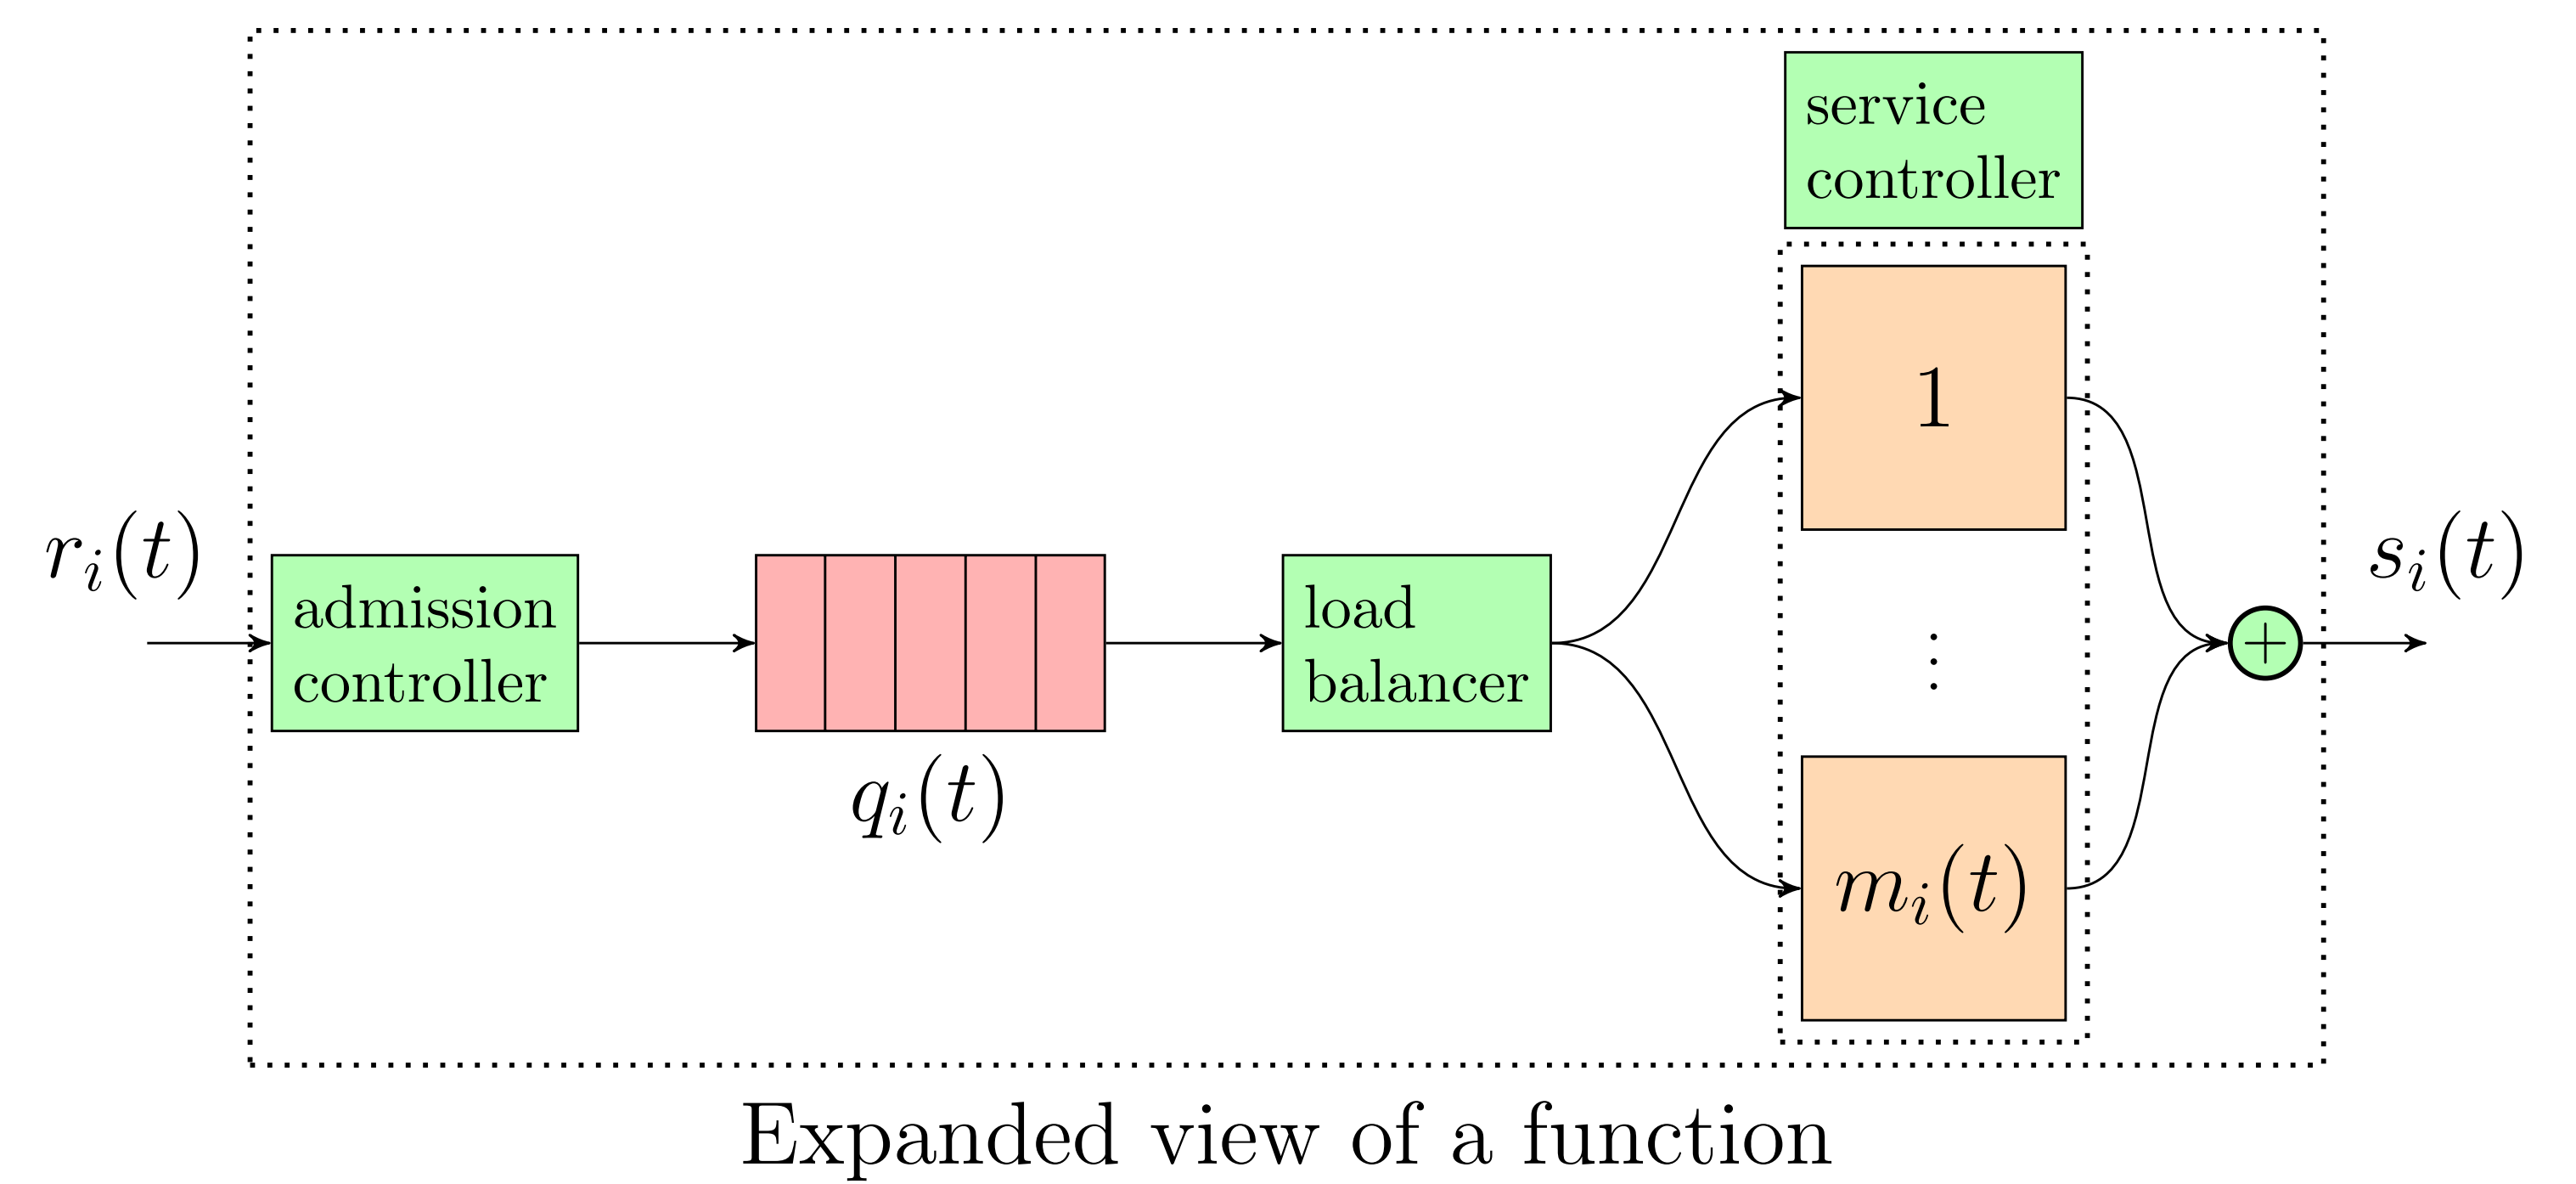 service
controller
1
r_i(t)
s_i(t)
admission
controller
load
balancer
+
⋮
q_i(t)
m_i(t)
Expanded view of a function